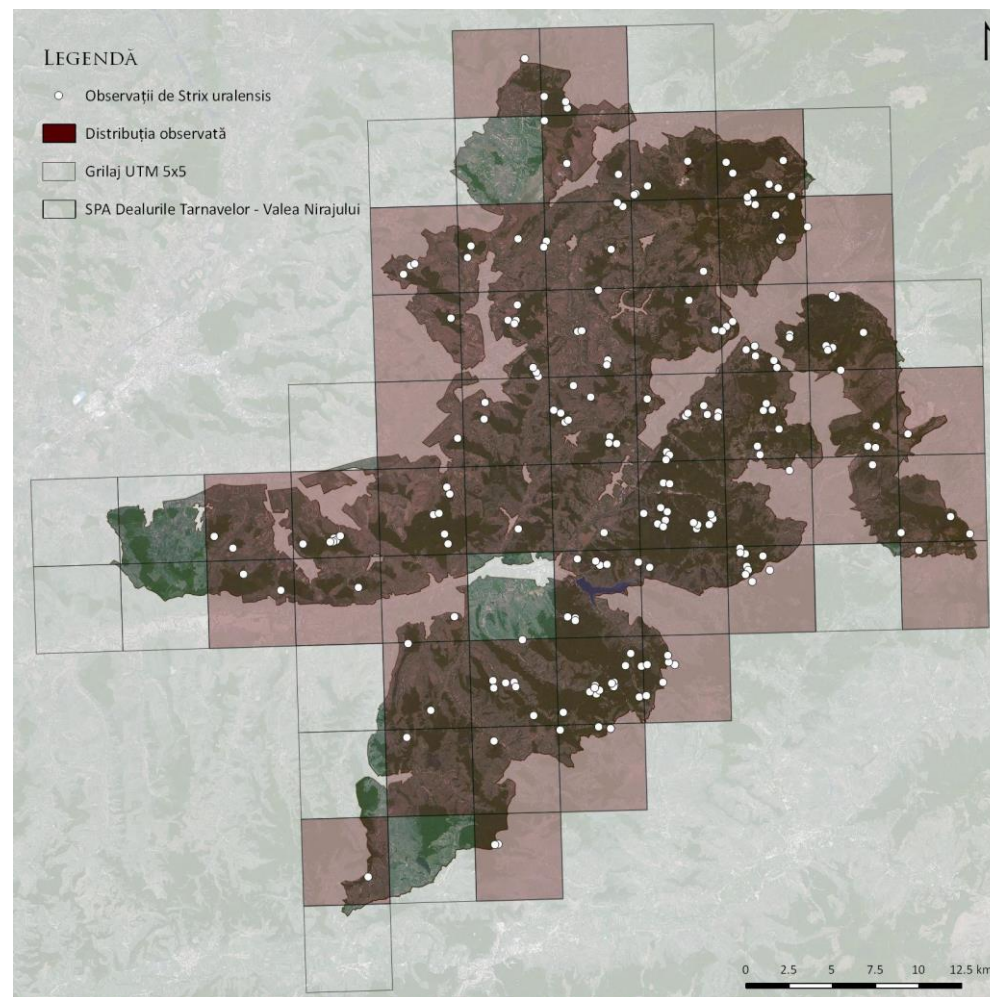 LEGENDĂ
Observații de Strix uralensis
Distribuția observată
Grilaj UTM 5x5
SPA Dealurile Tarnavelor - Valea Nirajului
N
0 2.5 5 7.5 10 12.5 km